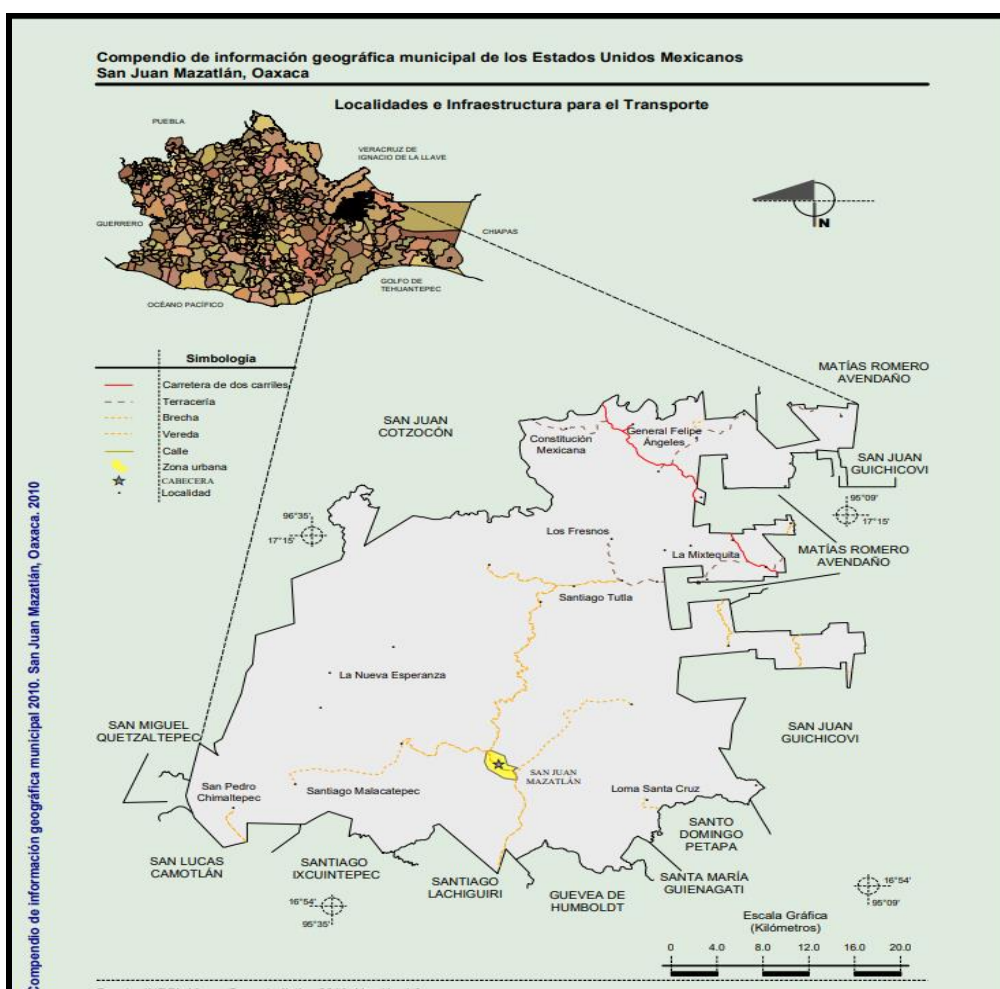 Compendio de información geográfica municipal de los Estados Unidos Mexicanos
San Juan Mazatlán, Oaxaca
Localidades e Infraestructura para el Transporte
PUEBLA
VERACRUZ DE
IGNACIO DE LA LLAVE
GUERRERO
CHIAPAS
GOLFO DE
TEHUANTEPEC
OCÉANO PACÍFICO
N
Simbología
Carretera de dos carriles
Terracería
Brecha
Vereda
Calle
Zona urbana
CABECERA
Localidad
MATÍAS ROMERO
AVENDAÑO
SAN JUAN
COTZOCÓN
Constitución
Mexicana
General Felipe
Ángeles
SAN JUAN
GUICHICOVI
96°35'
17°15'
95°09'
17°15'
Los Fresnos
La Mixtequita
MATÍAS ROMERO
AVENDAÑO
Santiago Tutla
La Nueva Esperanza
SAN MIGUEL
QUETZALTEPEC
SAN JUAN
GUICHICOVI
San Pedro
Chimaltepec
Santiago Malacatepec
SAN JUAN
MAZATLÁN
Loma Santa Cruz
SANTO
DOMINGO
PETAPA
SAN LUCAS
CAMOTLÁN
SANTIAGO
IXCUINTEPEC
SANTIAGO
LACHIGUIRI
GUEVEA DE
HUMBOLDT
SANTA MARÍA
GUIENAGATI
16°54'
95°35'
16°54'
95°09'
Escala Gráfica
(Kilómetros)
0 4.0 8.0 12.0 16.0 20.0
Compendio de información geográfica municipal 2010. San Juan Mazatlán, Oaxaca. 2010